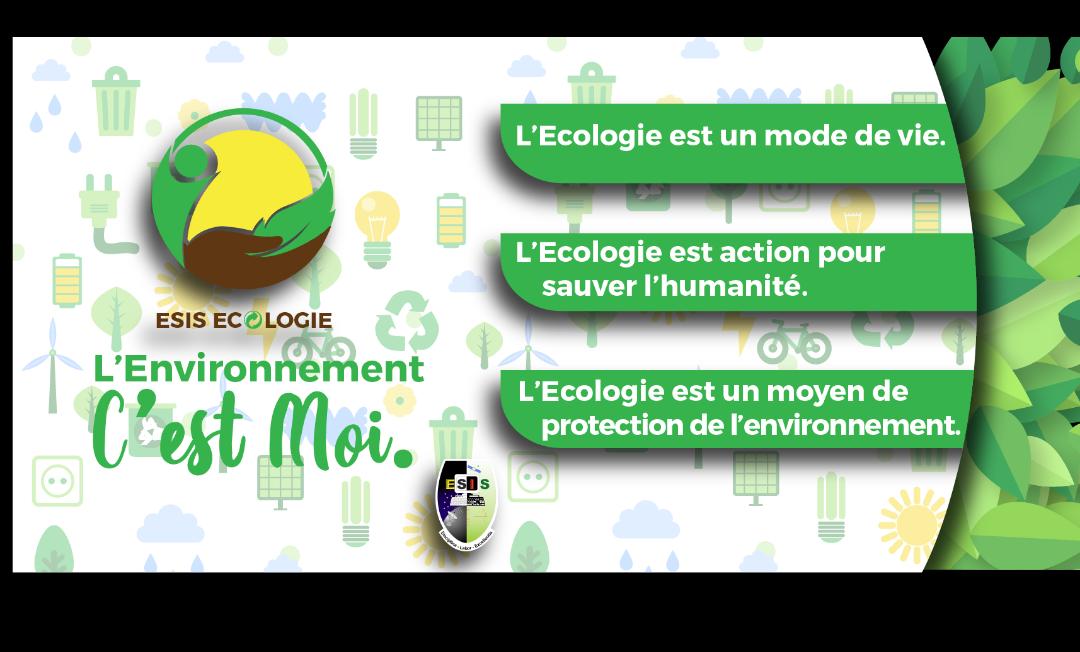 ESIS ECOLOGIE
L'Environnement
C'est Moi.
ESIS
L'Ecologie est un mode de vie.
L'Ecologie est action pour
sauver l'humanité.
L'Ecologie est un moyen de
protection de l'environnement.